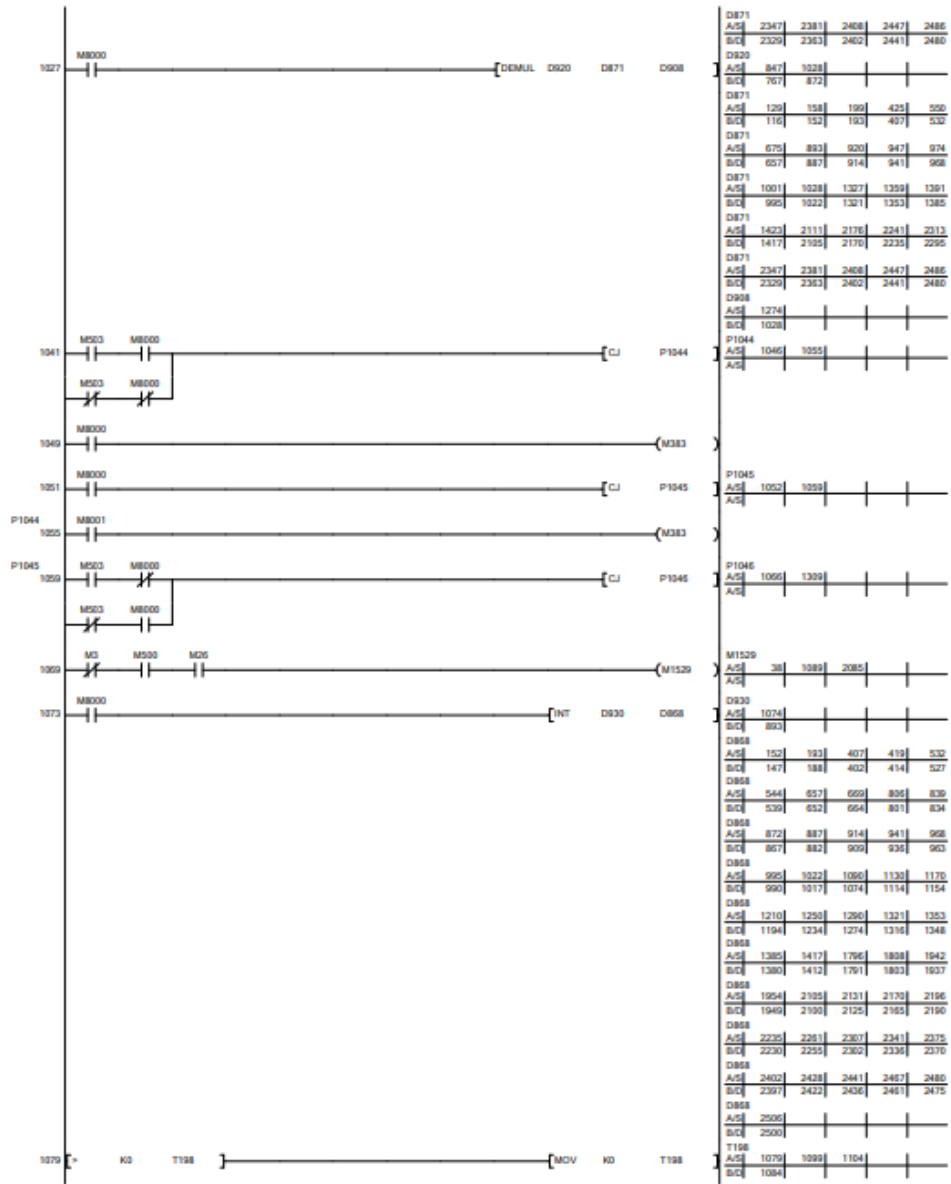 D871
A/S 2347 2381 2408 2447 2486
B/D 2329 2363 2402 2441 2480
M8000
1027 DEMUL D920 D871 D908
D920
A/S 847 1028
B/D 767 872
D871
A/S 129 158 199 425 550
B/D 116 152 193 407 532
D871
A/S 675 893 920 947 974
B/D 657 887 914 941 968
D871
A/S 1001 1028 1327 1359 1391
B/D 995 1022 1321 1353 1385
D871
A/S 1423 2111 2176 2241 2313
B/D 1417 2105 2170 2235 2295
D871
A/S 2347 2381 2408 2447 2486
B/D 2329 2363 2402 2441 2480
D908
A/S 1274
B/D 1028
M503 M8000
1041 CJ P1044
P1044
A/S 1046 1055
A/S
M503 M8000
M8000
1049 M383
M8000
1051 CJ P1045
P1045
A/S 1052 1059
A/S
P1044 M8001
1055 M383
P1045 M503 M8000
1059 CJ P1046
P1046
A/S 1066 1309
A/S
M503 M8000
M3 M500 M26
1069 M1529
M1529
A/S 38 1089 2085
A/S
M8000
1073 INT D930 D868
D930
A/S 1074
B/D 893
D868
A/S 152 193 407 419 532
B/D 147 188 402 414 527
D868
A/S 544 657 669 806 839
B/D 539 652 664 801 834
D868
A/S 872 887 914 941 968
B/D 867 882 909 936 963
D868
A/S 995 1022 1090 1130 1170
B/D 990 1017 1074 1114 1154
D868
A/S 1210 1250 1290 1321 1353
B/D 1194 1234 1274 1316 1348
D868
A/S 1385 1417 1796 1808 1942
B/D 1380 1412 1791 1803 1937
D868
A/S 1954 2105 2131 2170 2196
B/D 1949 2100 2125 2165 2190
D868
A/S 2235 2261 2307 2341 2375
B/D 2230 2255 2302 2336 2370
D868
A/S 2402 2428 2441 2467 2480
B/D 2397 2422 2436 2461 2475
D868
A/S 2506
B/D 2500
1079 > K0 T198 MOV K0 T198
T198
A/S 1079 1099 1104
B/D 1084